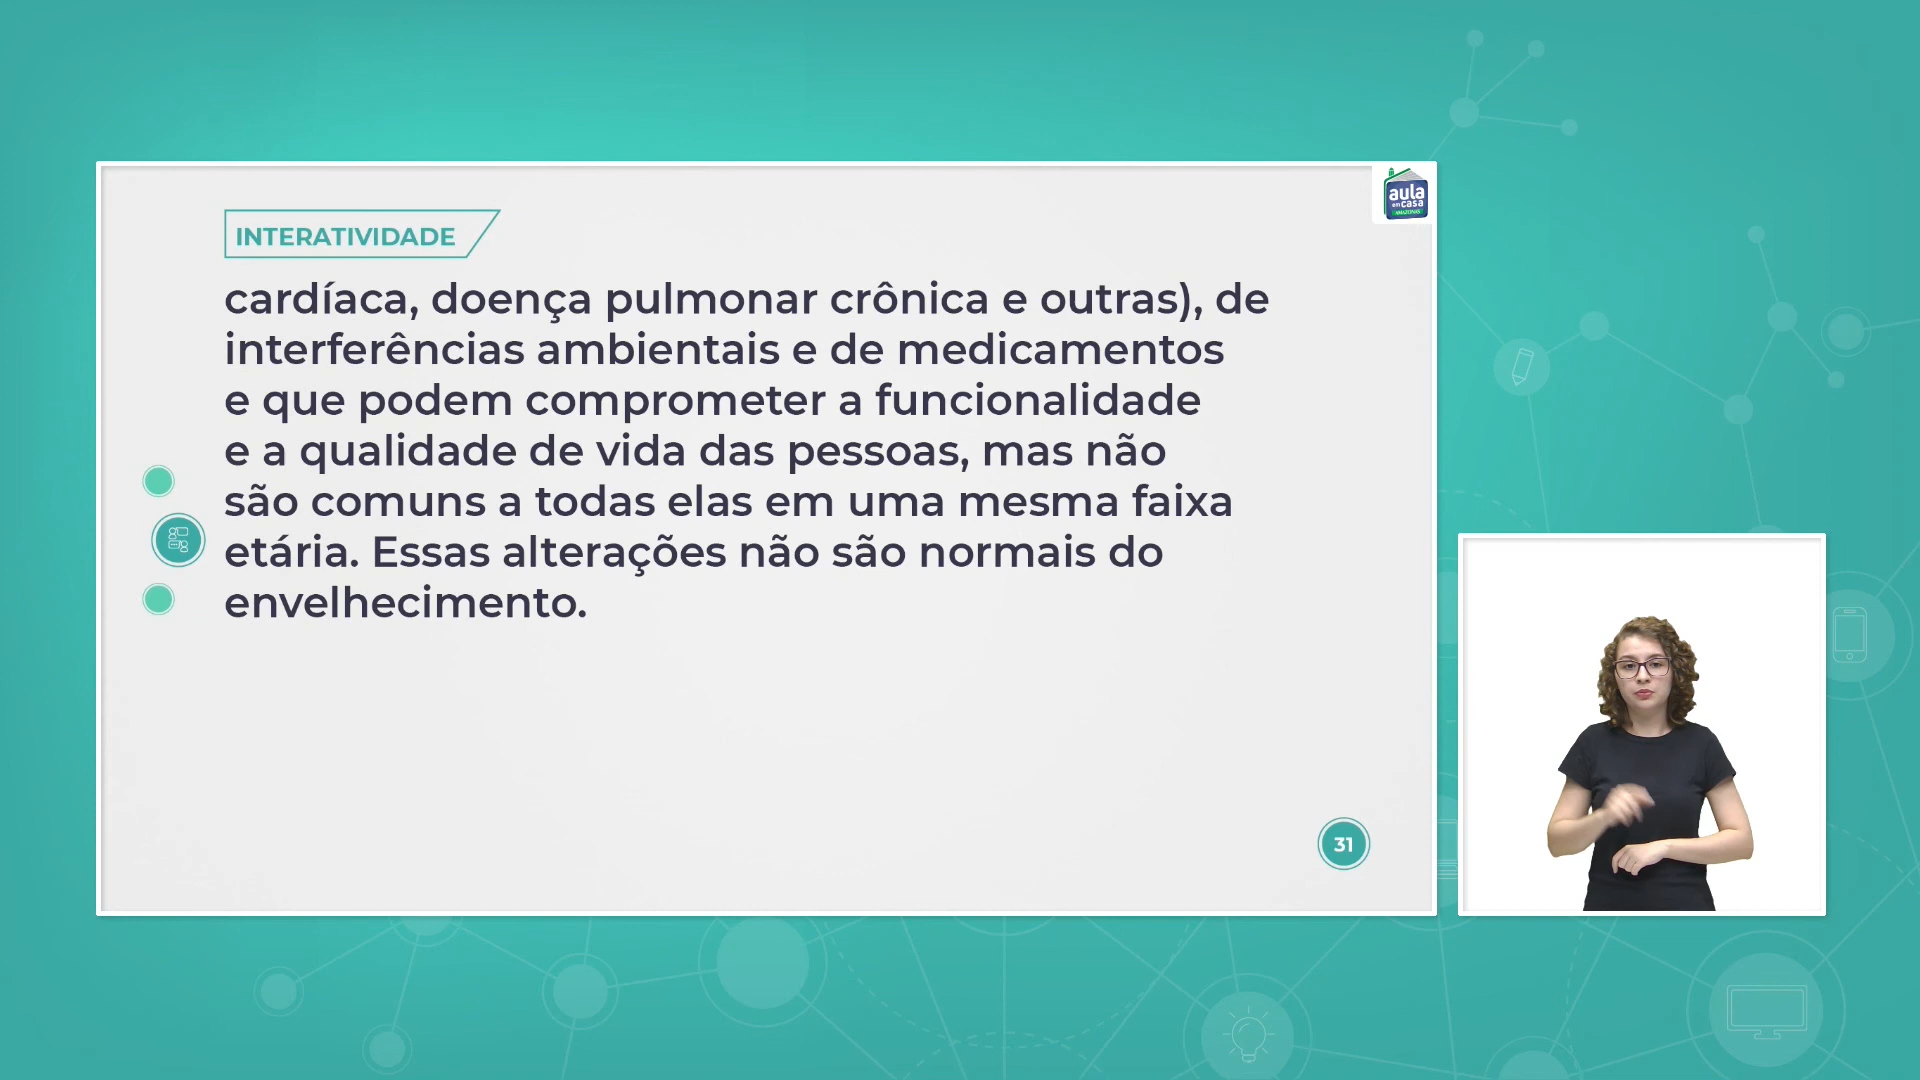 aula
em casa
AMAZONAS
INTERATIVIDADE
cardíaca, doença pulmonar crônica e outras), de
interferências ambientais e de medicamentos
e que podem comprometer a funcionalidade
e a qualidade de vida das pessoas, mas não
são comuns a todas elas em uma mesma faixa
etária. Essas alterações não são normais do
envelhecimento.
31